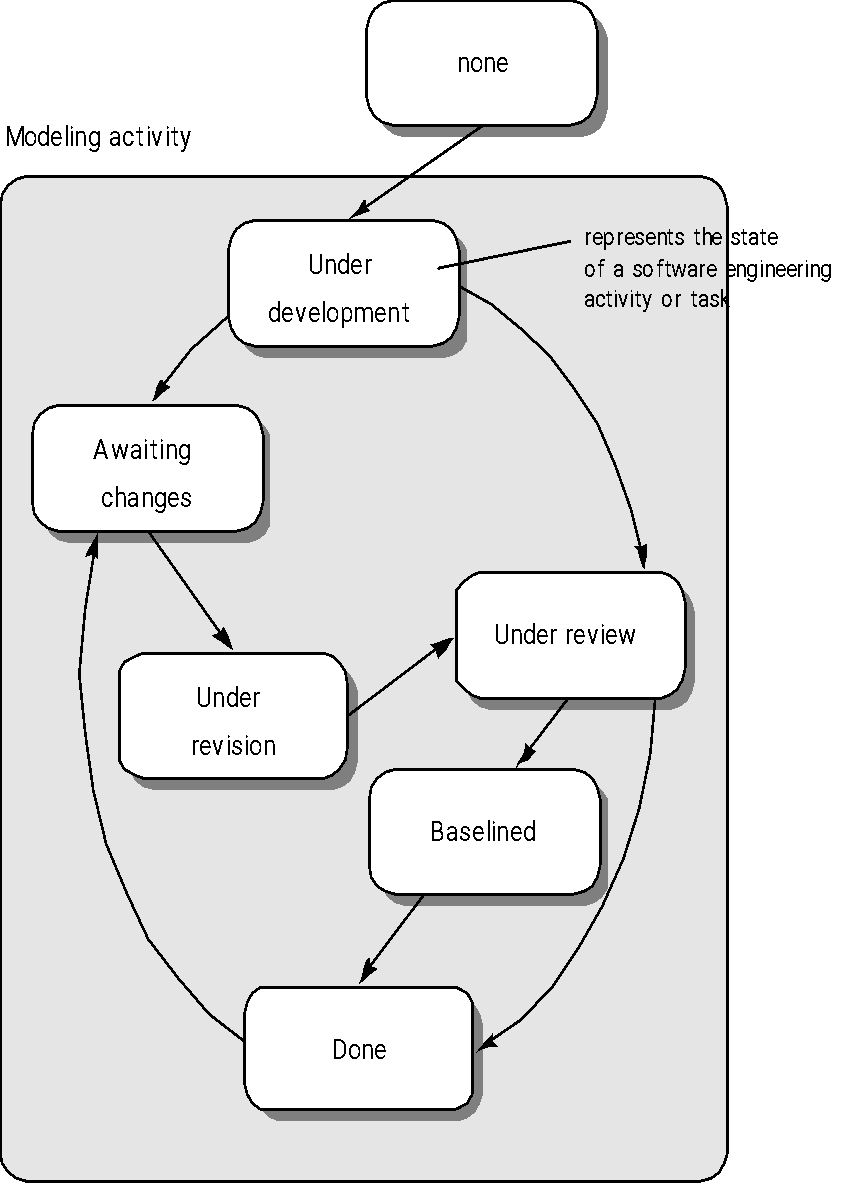 none
Modeling activity
represents the state
of a software engineering
activity or task
Under
development
Awaiting
changes
Under review
Under
revision
Baselined
Done